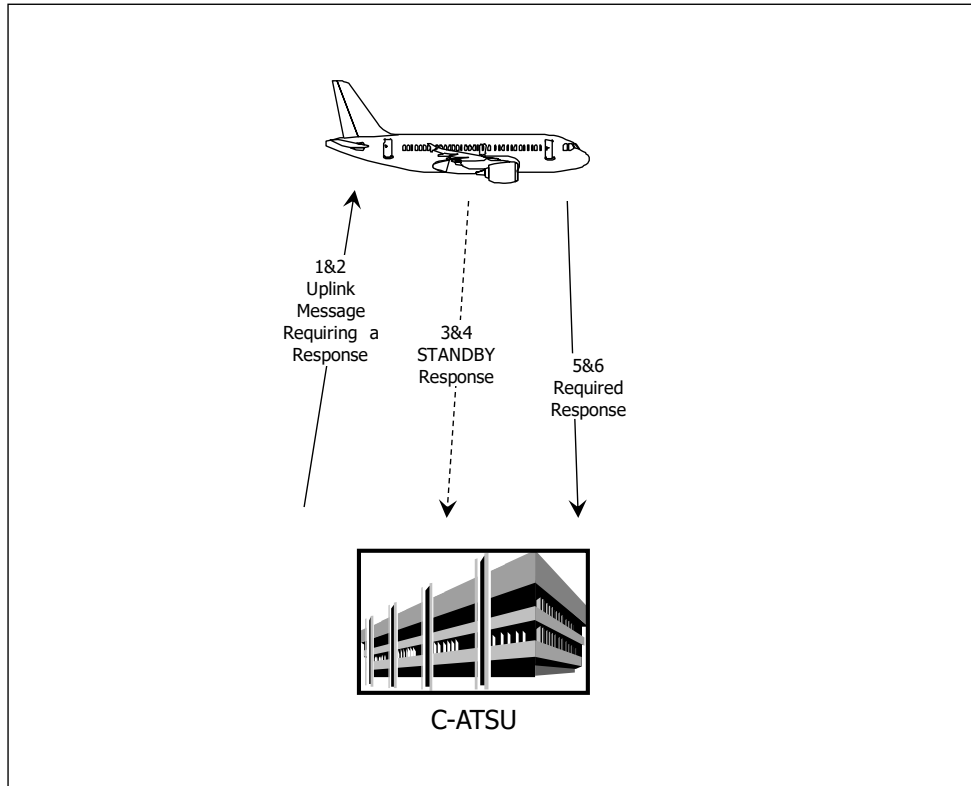 1&2
Uplink
Message
Requiring a
Response
3&4
STANDBY
Response
5&6
Required
Response
C-ATSU